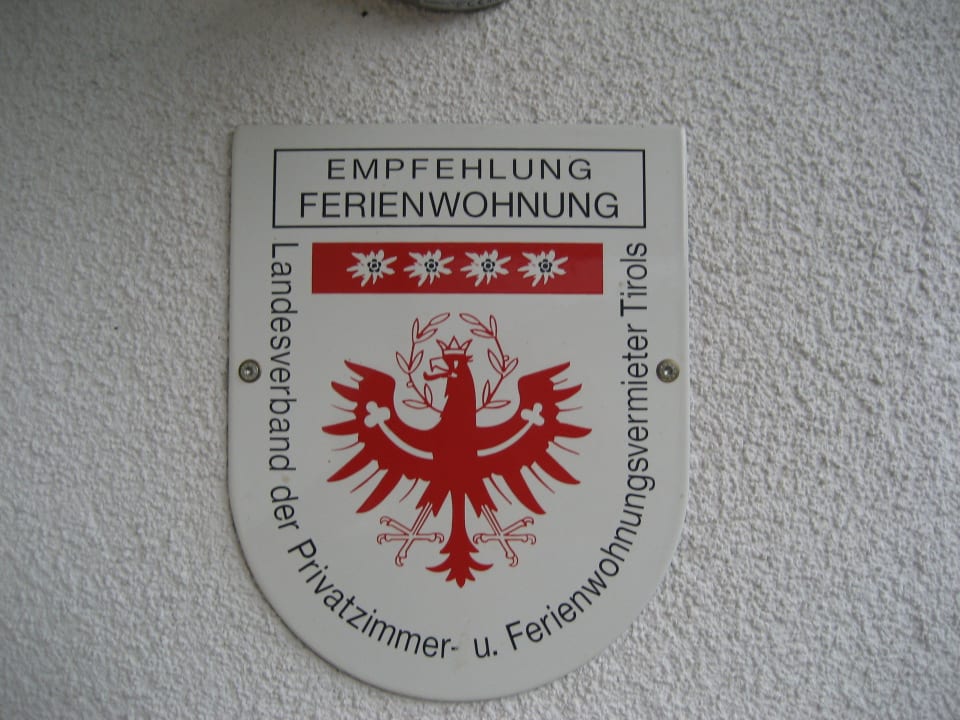 EMPFEHLUNG
FERIENWOHNUNG
Landesverband der Privatzimmer- u. Ferienwohnungsvermieter Tirols